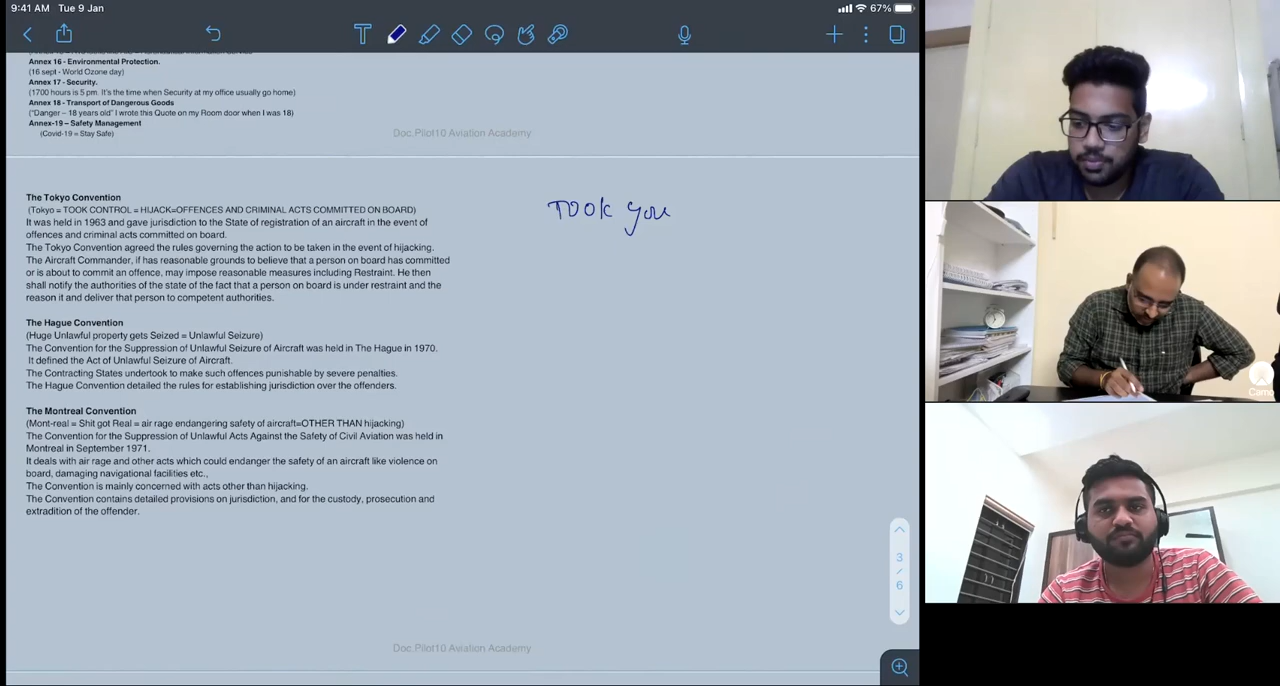 9:41 AM Tue 9 Jan
67%
Annex 16 - Environmental Protection.
(16 sept - World Ozone day)
Annex 17 - Security.
(1700 hours is 5 pm. It's the time when Security at my office usually go home)
Annex 18 - Transport of Dangerous Goods
("Danger – 18 years old" I wrote this Quote on my Room door when I was 18)
Annex-19 – Safety Management
(Covid-19 = Stay Safe)
Doc.Pilot10 Aviation Academy
The Tokyo Convention
(Tokyo = TOOK CONTROL = HIJACK=OFFENCES AND CRIMINAL ACTS COMMITTED ON BOARD)
It was held in 1963 and gave jurisdiction to the State of registration of an aircraft in the event of
offences and criminal acts committed on board.
The Tokyo Convention agreed the rules governing the action to be taken in the event of hijacking.
The Aircraft Commander, if has reasonable grounds to believe that a person on board has committed
or is about to commit an offence, may impose reasonable measures including Restraint. He then
shall notify the authorities of the state of the fact that a person on board is under restraint and the
reason it and deliver that person to competent authorities.
TOOK you
The Hague Convention
(Huge Unlawful property gets Seized = Unlawful Seizure)
The Convention for the Suppression of Unlawful Seizure of Aircraft was held in The Hague in 1970.
It defined the Act of Unlawful Seizure of Aircraft.
The Contracting States undertook to make such offences punishable by severe penalties.
The Hague Convention detailed the rules for establishing jurisdiction over the offenders.
The Montreal Convention
(Mont-real = Shit got Real = air rage endangering safety of aircraft=OTHER THAN hijacking)
The Convention for the Suppression of Unlawful Acts Against the Safety of Civil Aviation was held in
Montreal in September 1971.
It deals with air rage and other acts which could endanger the safety of an aircraft like violence on
board, damaging navigational facilities etc.,
The Convention is mainly concerned with acts other than hijacking.
The Convention contains detailed provisions on jurisdiction, and for the custody, prosecution and
extradition of the offender.
3
/
6
Doc.Pilot10 Aviation Academy
Camo